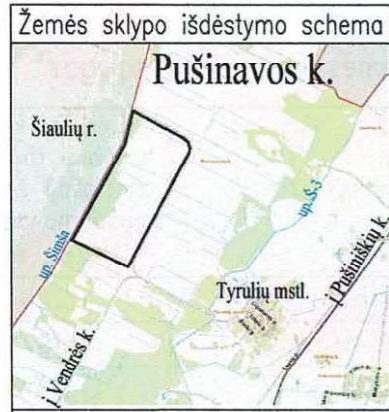 Žemės sklypo išdėstymo schema
Pušinavos k.
Šiaulių r.
up. Š-3
up. Šimša
Tyrulių mstl.
į Pušiniškių k.
į Vendrės k.